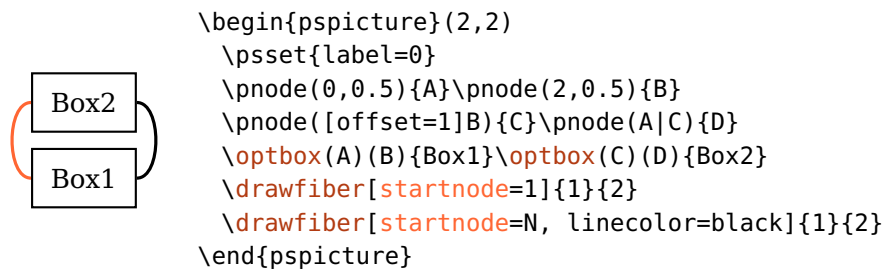 Box2
Box1
\begin{pspicture}(2,2)
  \psset{label=0}
  \pnode(0,0.5){A}\pnode(2,0.5){B}
  \pnode([offset=1]B){C}\pnode(A|C){D}
  \optbox(A)(B){Box1}\optbox(C)(D){Box2}
  \drawfiber[startnode=1]{1}{2}
  \drawfiber[startnode=N, linecolor=black]{1}{2}
\end{pspicture}